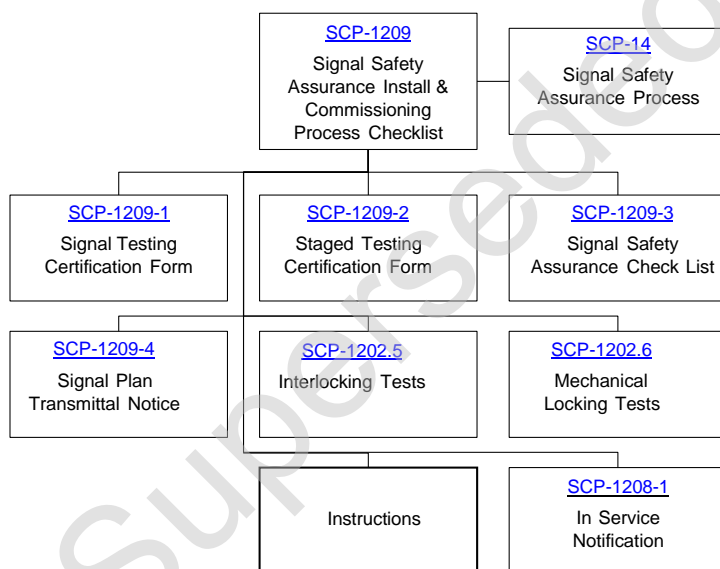 SCP-1209
Signal Safety
Assurance Install &
Commissioning
Process Checklist
SCP-14
Signal Safety
Assurance Process
SCP-1209-1
Signal Testing
Certification Form
SCP-1209-2
Staged Testing
Certification Form
SCP-1209-3
Signal Safety
Assurance Check List
SCP-1209-4
Signal Plan
Transmittal Notice
SCP-1202.5
Interlocking Tests
SCP-1202.6
Mechanical
Locking Tests
Instructions
SCP-1208-1
In Service
Notification
Superseded